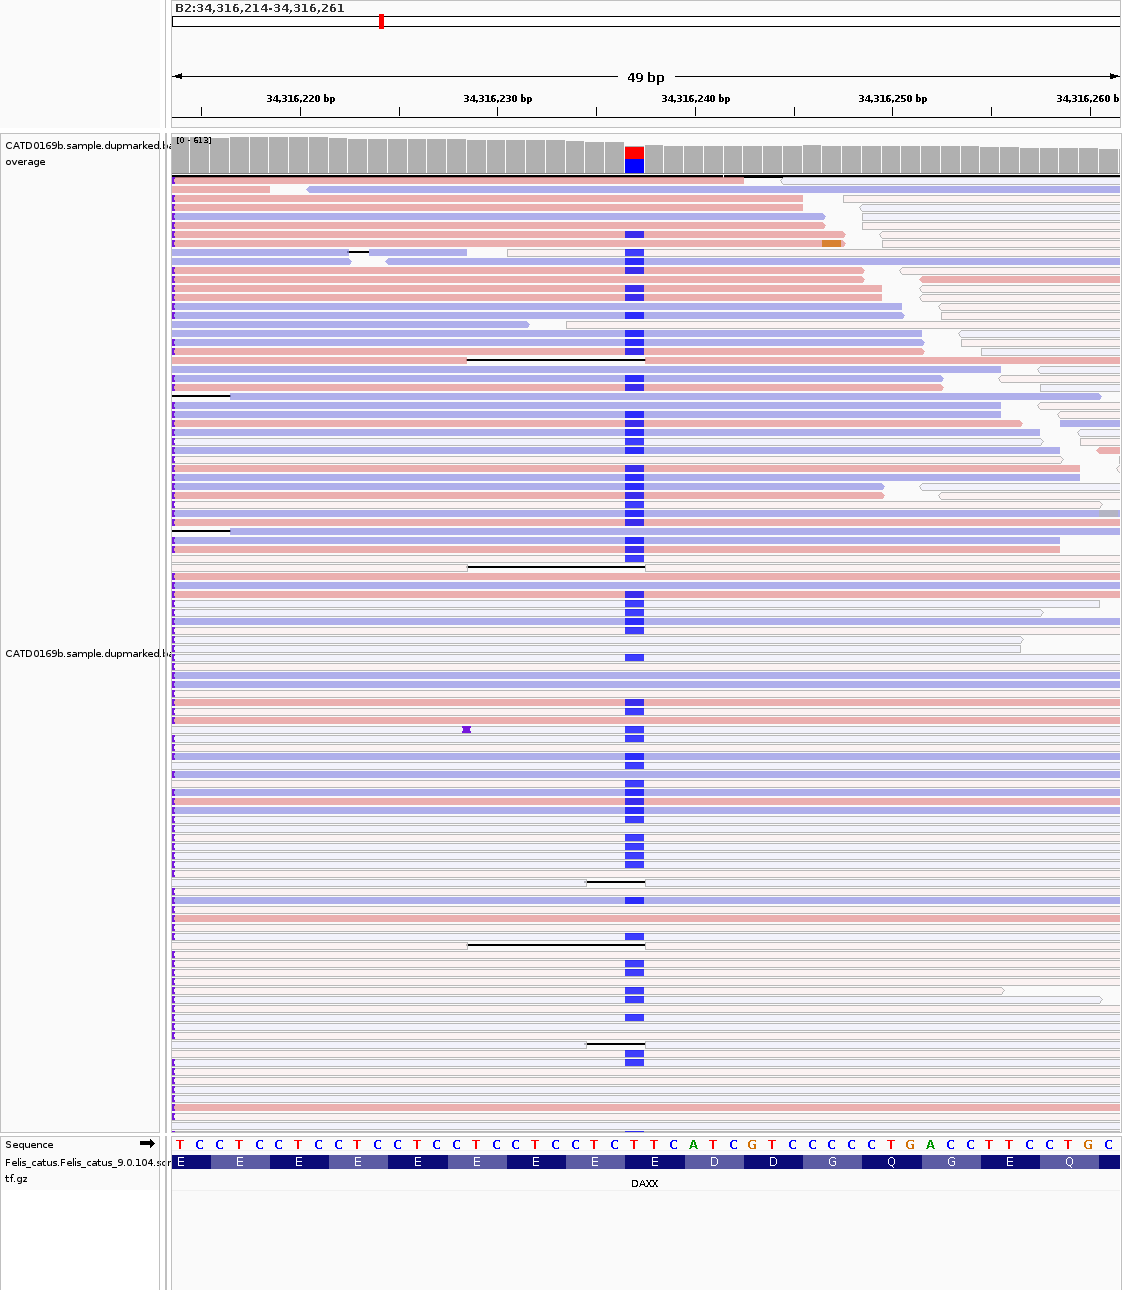 B2:34,316,214-34,316,261
49 bp
34,316,220 bp 34,316,230 bp 34,316,240 bp 34,316,250 bp 34,316,260 b
CATD0169b.sample.dupmarked.ba
overage
[0 - 613]
CATD0169b.sample.dupmarked.ba
Sequence
T C C T C C T C C T C C T C C T C C T C C T C T T C A T C G T C C C C C T G A C C T T C C T G C
Felis_catus.Felis_catus_9.0.104.sor
tf.gz
E E E E E E E E E D D G Q G E Q
DAXX